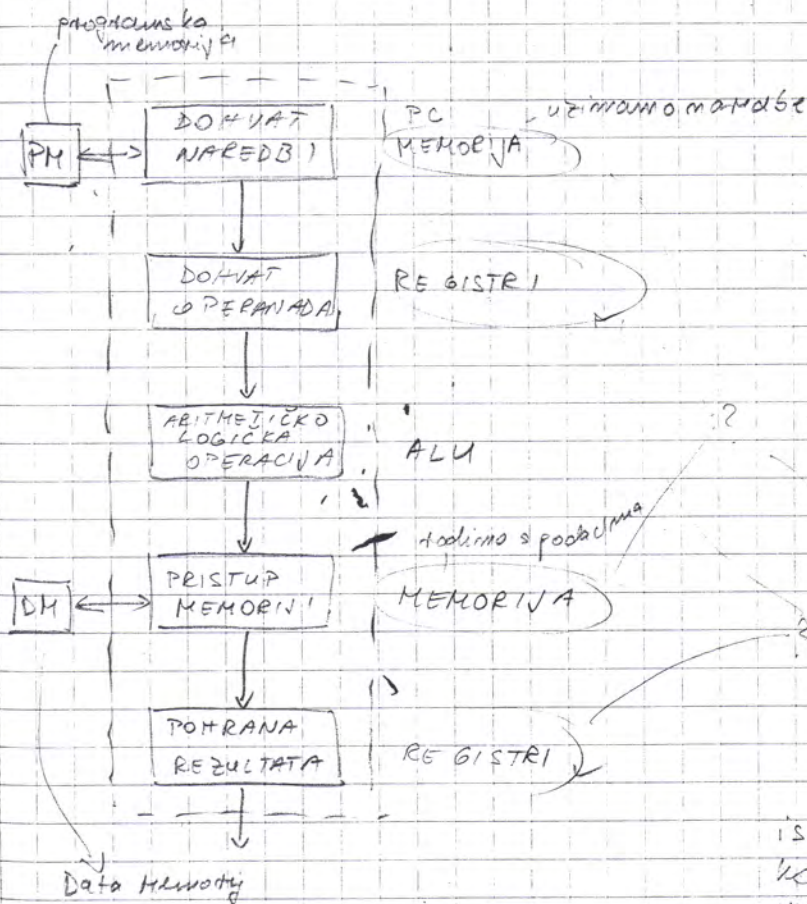 programska
memorija
PM
DOHVAT
NAREDBI
PC
uzimamo naredbe
MEMORIJA
DOHVAT
OPERANADA
REGISTRI
ARITMETIČKO
LOGIČKA
OPERACIJA
ALU
?
radimo s podacima
DM
PRISTUP
MEMORIJI
MEMORIJA
?
POHRANA
REZULTATA
REGISTRI
Data Memory
is